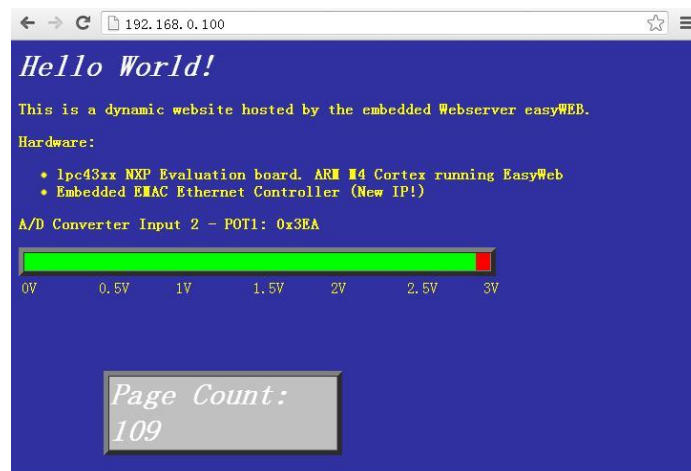 192.168.0.100
Hello World!
This is a dynamic website hosted by the embedded Webserver easyWEB.
Hardware:
lpc43xx NXP Evaluation board. ARM M4 Cortex running EasyWeb
Embedded EMAC Ethernet Controller (New IP!)
A/D Converter Input 2 - POT1: 0x3EA
0V 0.5V 1V 1.5V 2V 2.5V 3V
Page Count:
109